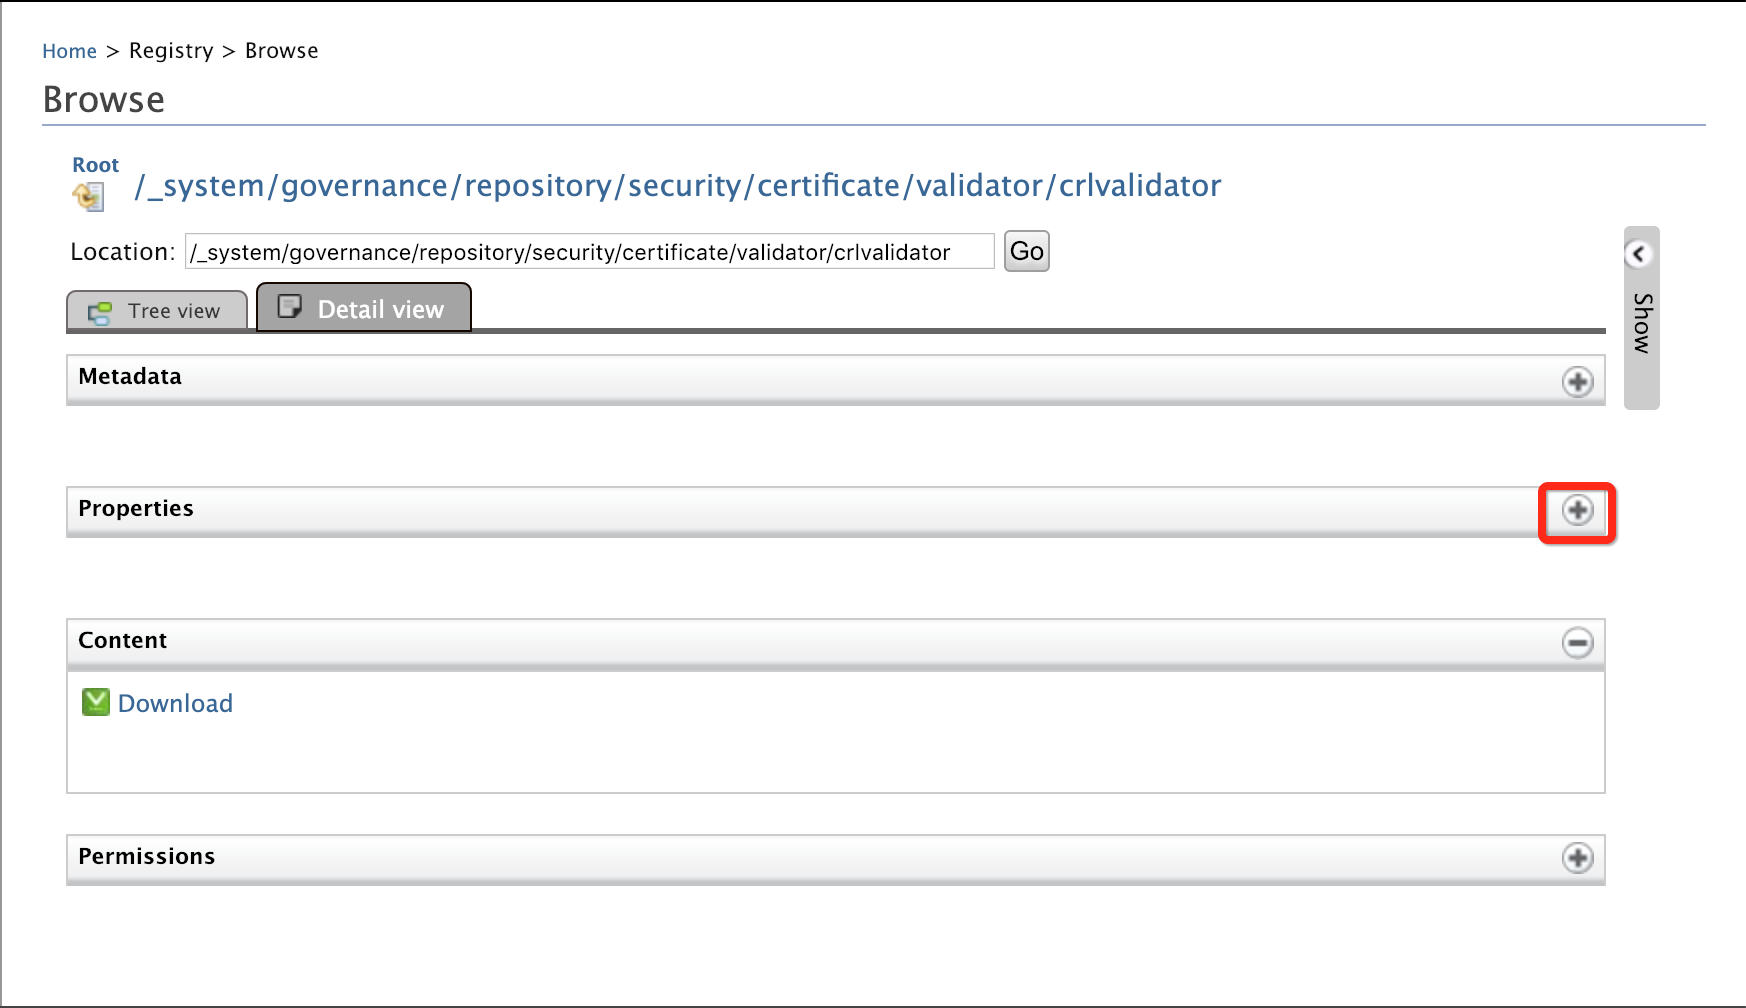 Home > Registry > Browse
Browse
Root
/_system/governance/repository/security/certificate/validator/crlvalidator
Location: /_system/governance/repository/security/certificate/validator/crlvalidator Go
Show
Tree view Detail view
Metadata
Properties
Content
Download
Permissions